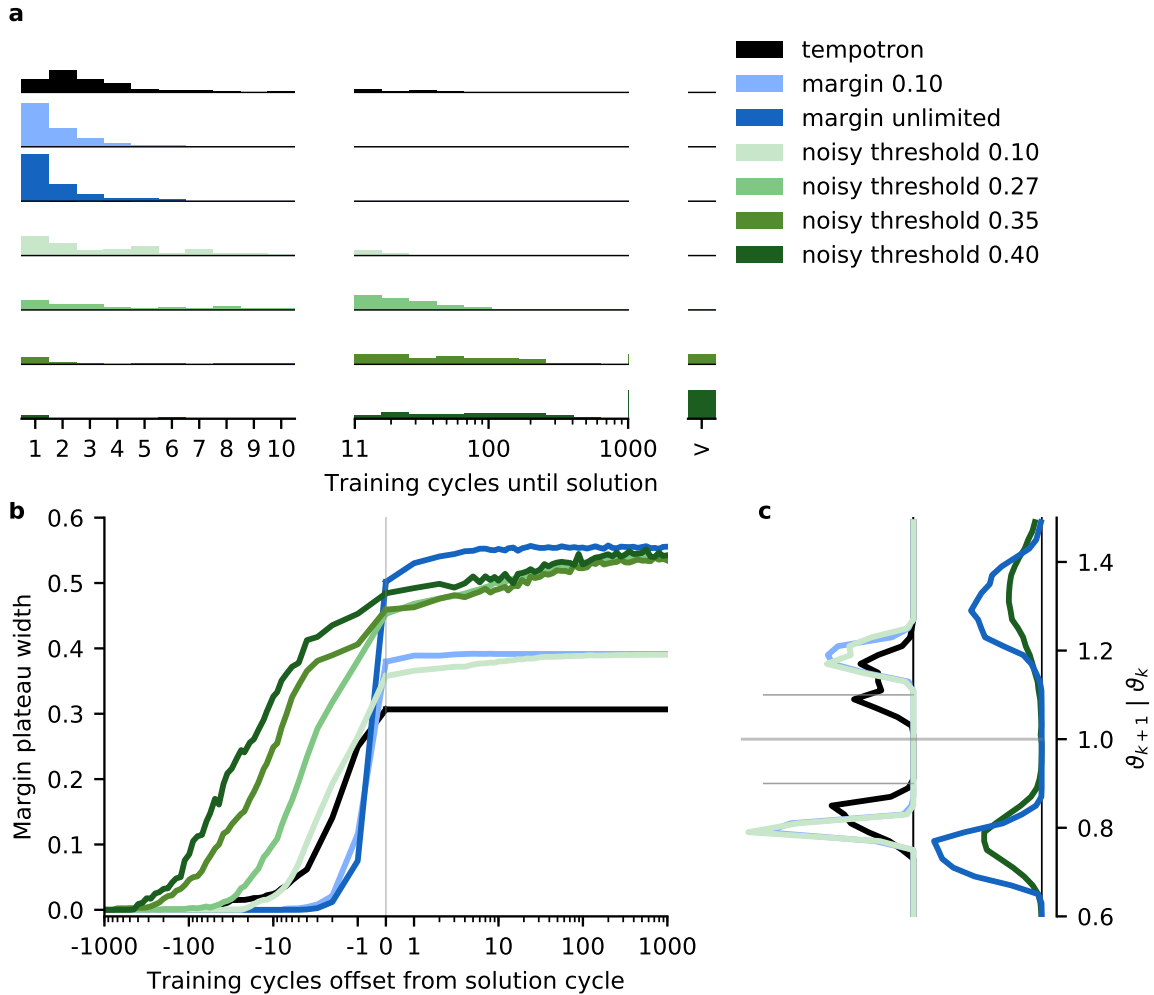 a
tempotron
margin 0.10
margin unlimited
noisy threshold 0.10
noisy threshold 0.27
noisy threshold 0.35
noisy threshold 0.40
1 2 3 4 5 6 7 8 9 10 11 100 1000 >
Training cycles until solution
b
c
0.6
0.5
0.4
0.3
0.2
0.1
0.0
Margin plateau width
-1000 -100 -10 -1 0 1 10 100 1000
Training cycles offset from solution cycle
1.4
1.2
1.0
0.8
0.6
ϑk+1 | ϑk